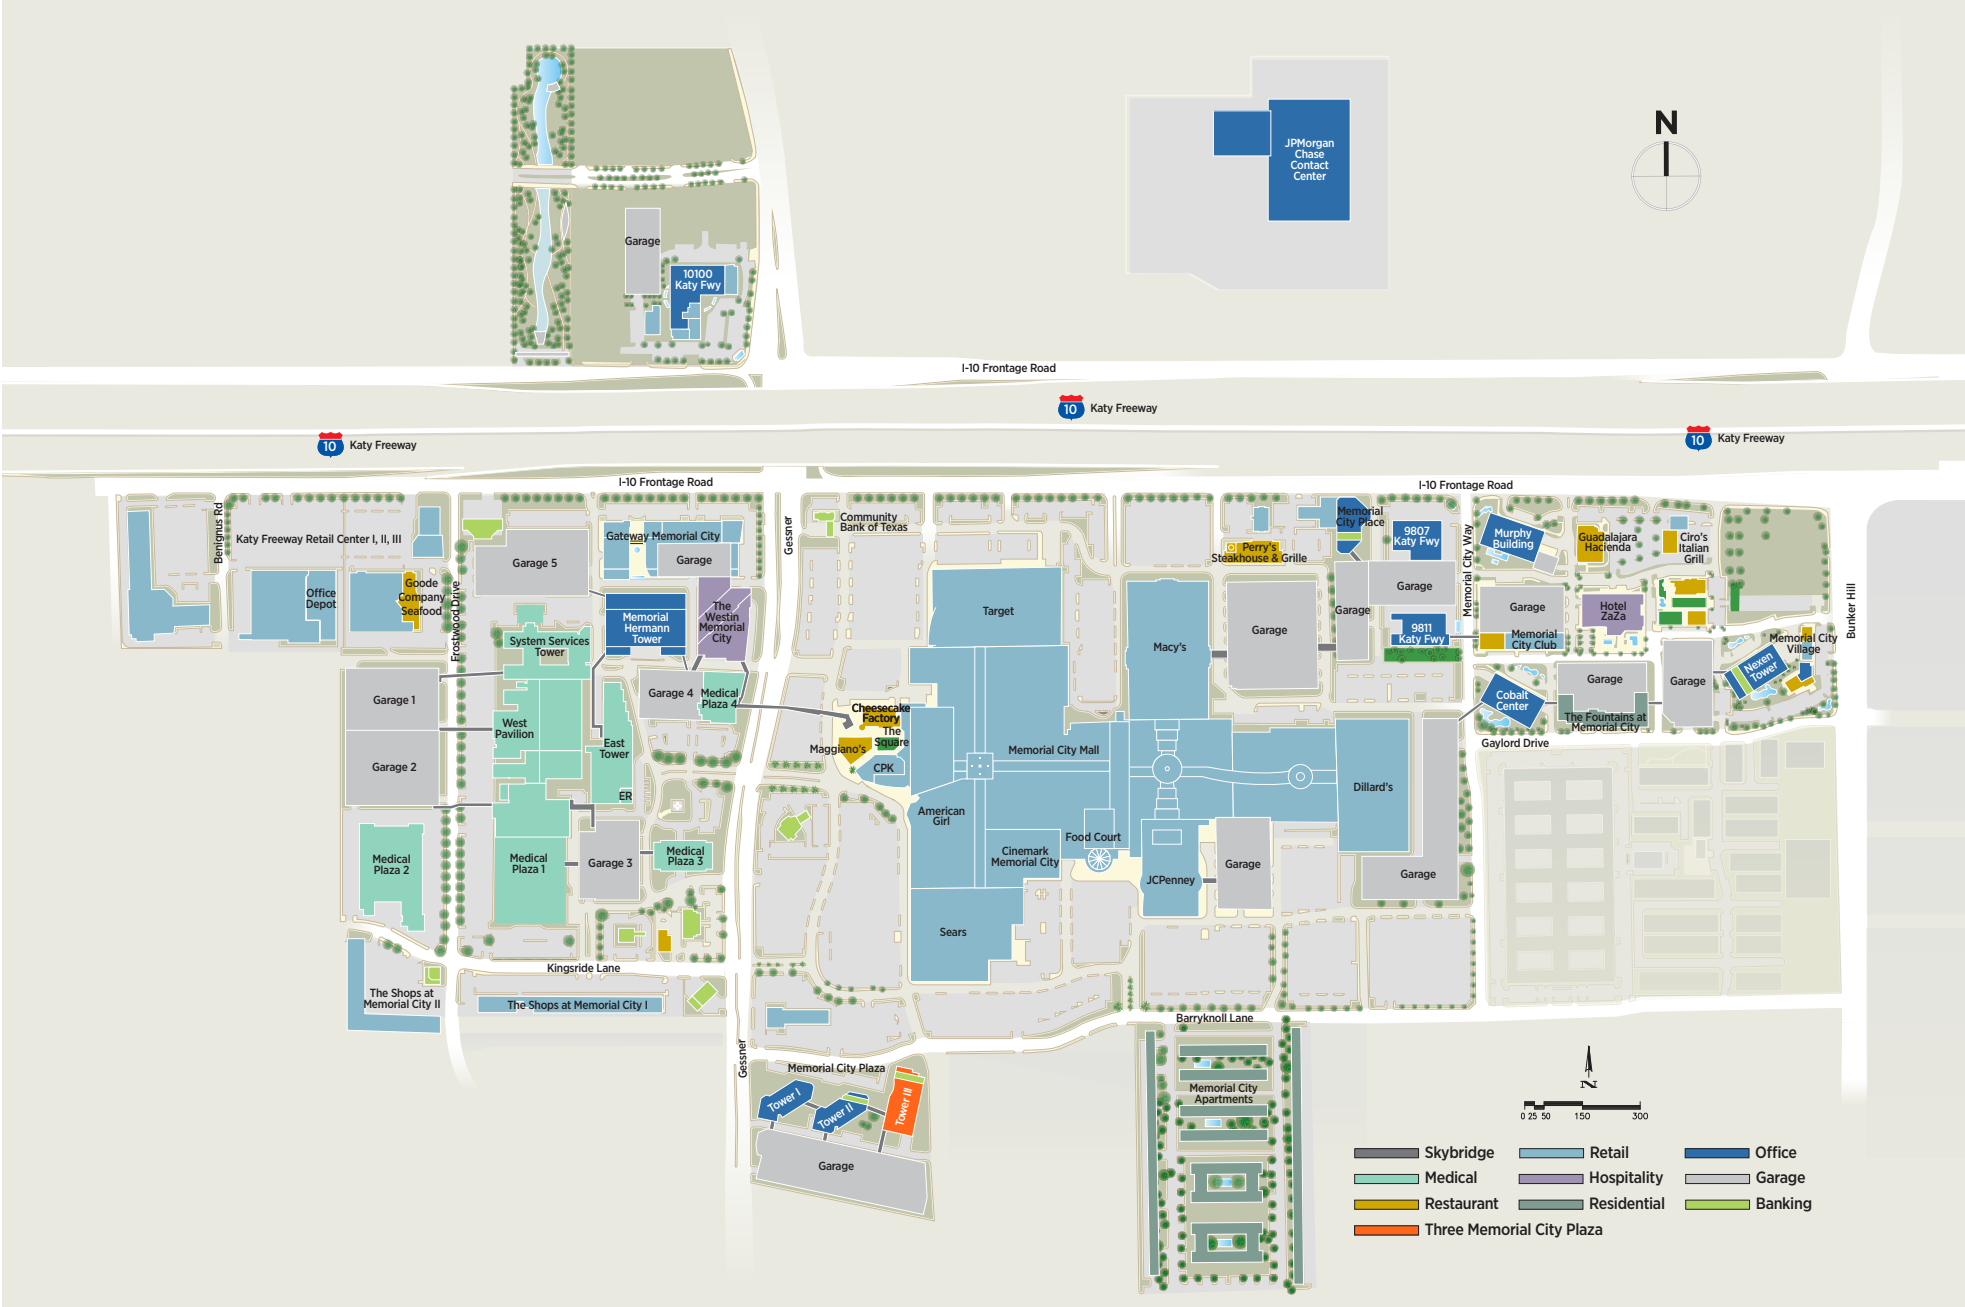 N
JPMorgan
Chase
Contact
Center
Garage
10100
Katy Fwy
I-10 Frontage Road
10 Katy Freeway
10 Katy Freeway
10 Katy Freeway
I-10 Frontage Road
I-10 Frontage Road
Benignus Rd
Katy Freeway Retail Center I, II, III
Office
Depot
Goode
Company
Seafood
Frostwood Drive
Garage 5
Gateway Memorial City
Garage
Memorial
Hermann
Tower
The
Westin
Memorial
City
System Services
Tower
Garage 1
Garage 2
West
Pavilion
East
Tower
ER
Garage 4
Medical
Plaza 4
Medical
Plaza 2
Medical
Plaza 1
Garage 3
Medical
Plaza 3
Kingsride Lane
The Shops at
Memorial City II
The Shops at Memorial City I
Gessner
Gessner
Community
Bank of Texas
Target
Macy's
Garage
Perry's
Steakhouse & Grille
Memorial
City Place
9807
Katy Fwy
Garage
Garage
9811
Katy Fwy
Memorial City Way
Murphy
Building
Guadalajara
Hacienda
Ciro's
Italian
Grill
Garage
Memorial
City Club
Hotel
ZaZa
Bunker Hill
Memorial City
Village
Nexen
Tower
Garage
Garage
The Fountains at
Memorial City
Cobalt
Center
Gaylord Drive
Cheesecake
Factory
The
Square
Maggiano's
CPK
Memorial City Mall
American
Girl
Cinemark
Memorial City
Food Court
JCPenney
Garage
Dillard's
Garage
Sears
Barryknoll Lane
Memorial City Plaza
Tower I
Tower II
Tower III
Garage
Memorial City
Apartments
N
0 25 50 150 300
Skybridge
Retail
Office
Medical
Hospitality
Garage
Restaurant
Residential
Banking
Three Memorial City Plaza